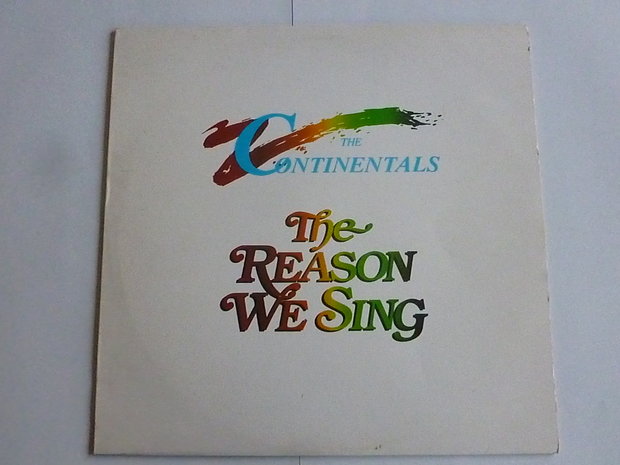 THE
CONTINENTALS
The
REASON
WE SING